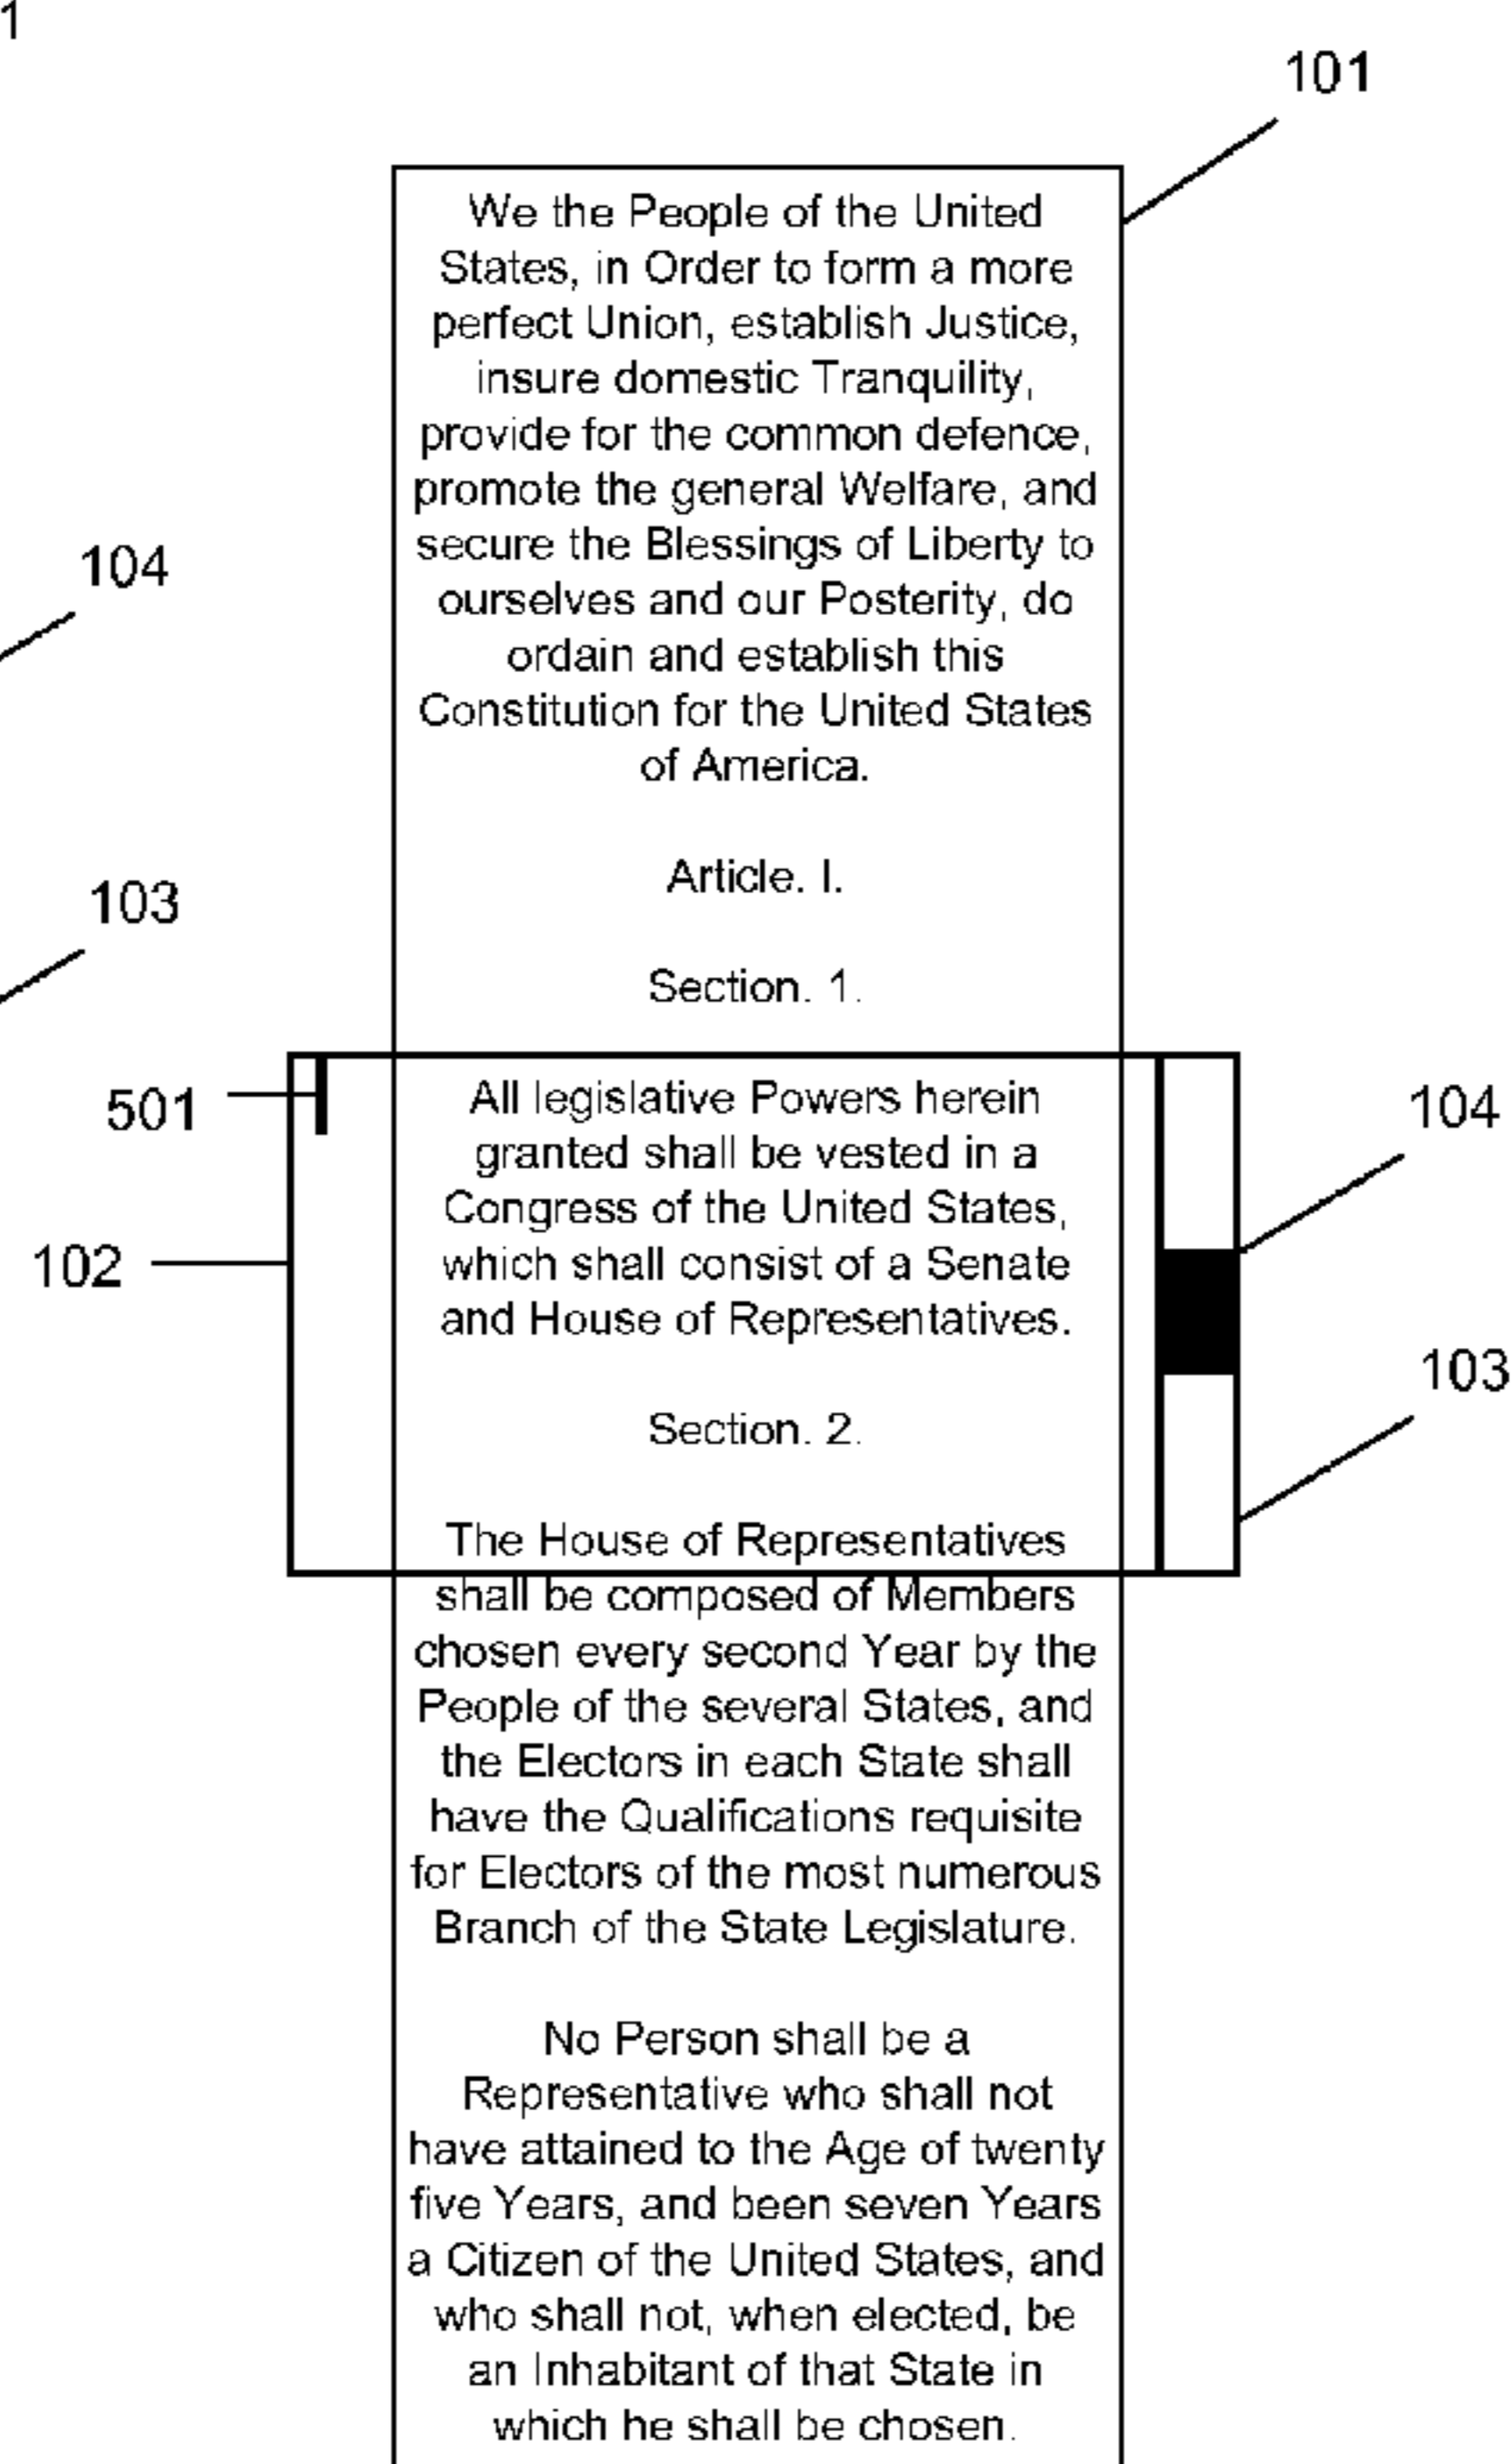 1
101
We the People of the United
States, in Order to form a more
perfect Union, establish Justice,
insure domestic Tranquility,
provide for the common defence,
promote the general Welfare, and
104
secure the Blessings of Liberty to
ourselves and our Posterity, do
ordain and establish this
Constitution for the United States
of America.
Article. I.
103
Section. 1.
501
All legislative Powers herein
104
granted shall be vested in a
Congress of the United States,
102
which shall consist of a Senate
and House of Representatives.
103
Section. 2.
The House of Representatives
shall be composed of Members
chosen every second Year by the
People of the several States, and
the Electors in each State shall
have the Qualifications requisite
for Electors of the most numerous
Branch of the State Legislature.
No Person shall be a
Representative who shall not
have attained to the Age of twenty
five Years, and been seven Years
a Citizen of the United States, and
who shall not, when elected, be
an Inhabitant of that State in
which he shall be chosen.